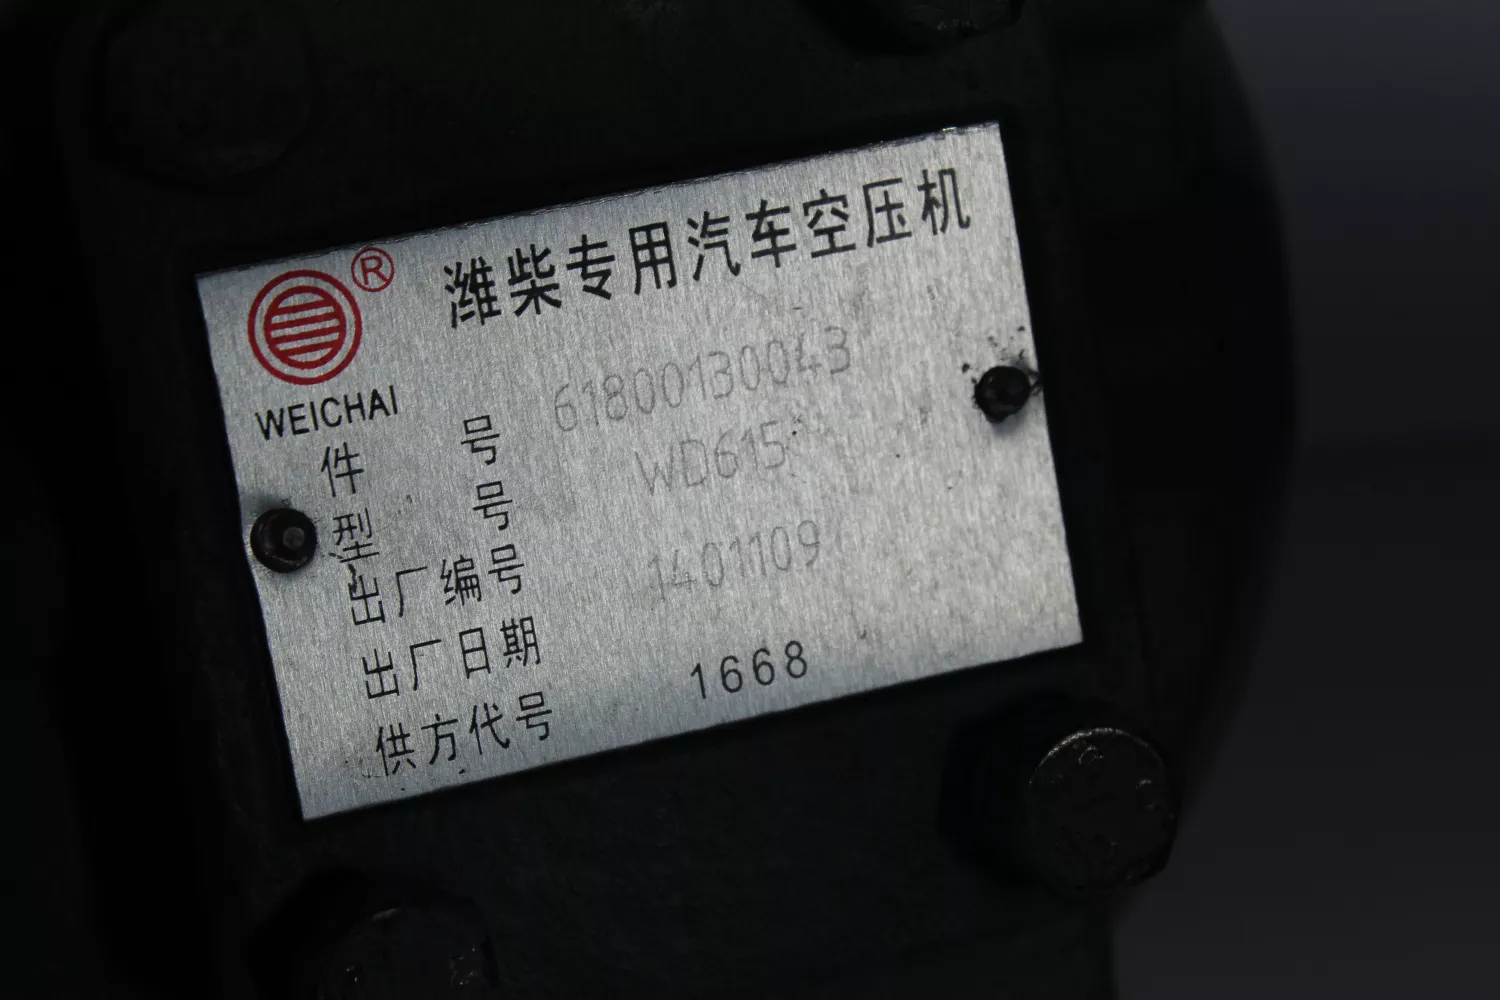 ® 潍柴专用汽车空压机
WEICHAI
件号 61800130043
型号 WD615
出厂编号 1401109
出厂日期
供方代号 1668